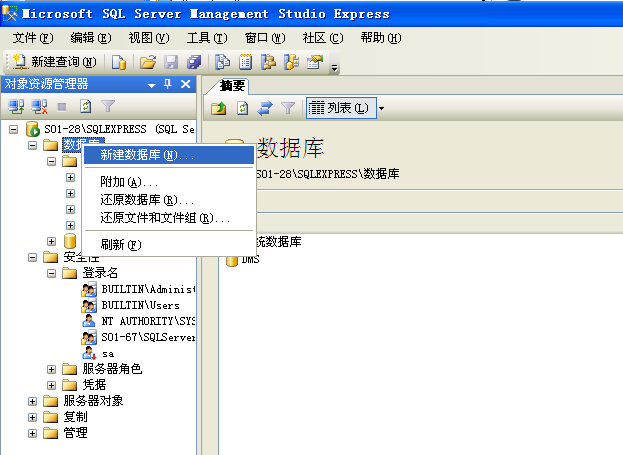 Microsoft SQL Server Management Studio Express
文件(F) 编辑(E) 视图(V) 工具(T) 窗口(W) 社区(C) 帮助(H)
新建查询(N)
对象资源管理器
摘要
列表(L)
SO1-28\SQLEXPRESS (SQL Se
数据库
新建数据库(N)...
附加(A)...
还原数据库(R)...
还原文件和文件组(R)...
刷新(F)
数据库
SO1-28\SQLEXPRESS\数据库
统数据库
DMS
安全性
登录名
BUILTIN\Administ
BUILTIN\Users
NT AUTHORITY\SYS
SO1-67\SQLServer
sa
服务器角色
凭据
服务器对象
复制
管理